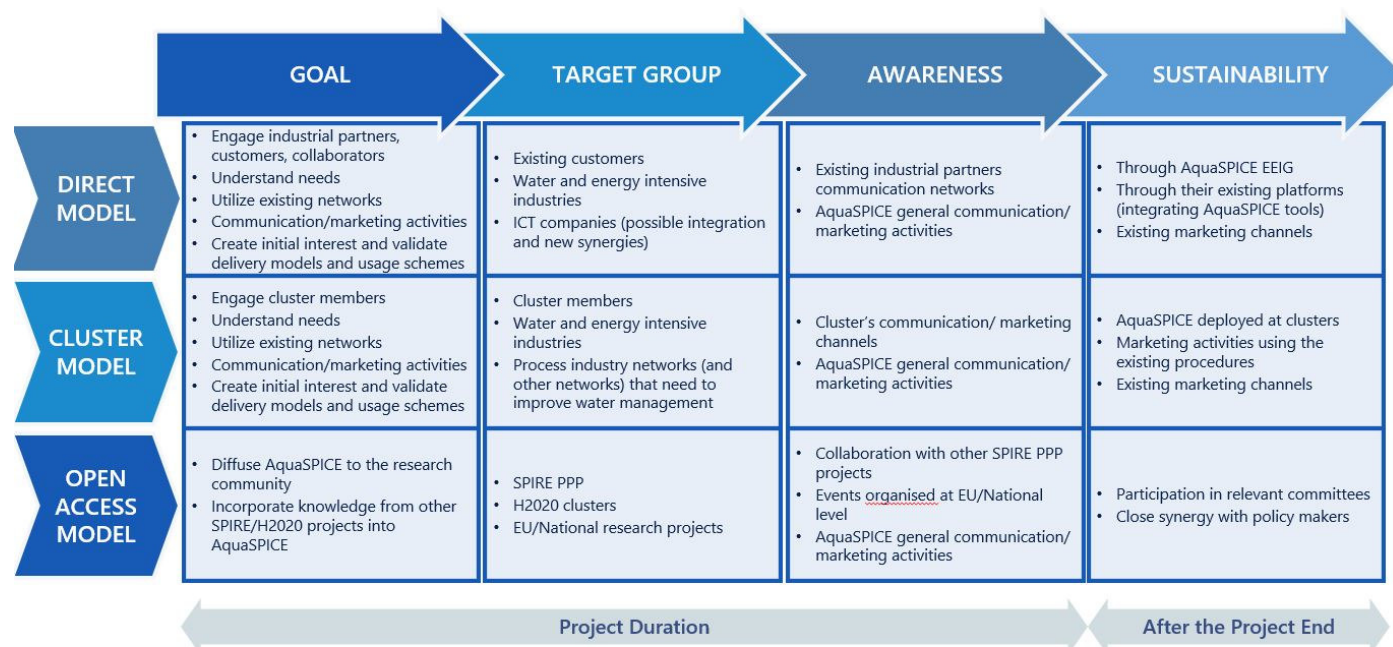 GOAL
TARGET GROUP
AWARENESS
SUSTAINABILITY
DIRECT
MODEL
• Engage industrial partners,
customers, collaborators
• Understand needs
• Utilize existing networks
• Communication/marketing activities
• Create initial interest and validate
delivery models and usage schemes
• Existing customers
• Water and energy intensive
industries
• ICT companies (possible integration
and new synergies)
• Existing industrial partners
communication networks
• AquaSPICE general communication/
marketing activities
• Through AquaSPICE EEIG
• Through their existing platforms
(integrating AquaSPICE tools)
• Existing marketing channels
CLUSTER
MODEL
• Engage cluster members
• Understand needs
• Utilize existing networks
• Communication/marketing activities
• Create initial interest and validate
delivery models and usage schemes
• Cluster members
• Water and energy intensive
industries
• Process industry networks (and
other networks) that need to
improve water management
• Cluster's communication/ marketing
channels
• AquaSPICE general communication/
marketing activities
• AquaSPICE deployed at clusters
• Marketing activities using the
existing procedures
• Existing marketing channels
OPEN
ACCESS
MODEL
• Diffuse AquaSPICE to the research
community
• Incorporate knowledge from other
SPIRE/H2020 projects into
AquaSPICE
• SPIRE PPP
• H2020 clusters
• EU/National research projects
• Collaboration with other SPIRE PPP
projects
• Events organised at EU/National
level
• AquaSPICE general communication/
marketing activities
• Participation in relevant committees
• Close synergy with policy makers
Project Duration
After the Project End